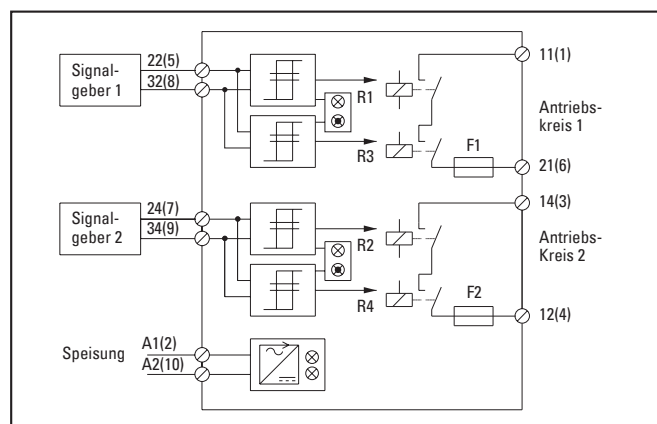 Signal-
geber 1
22(5)
32(8)
R1
R3
F1
11(1)
Antriebs-
kreis 1
21(6)
Signal-
geber 2
24(7)
34(9)
R2
R4
F2
14(3)
Antriebs-
Kreis 2
12(4)
Speisung
A1(2)
A2(10)